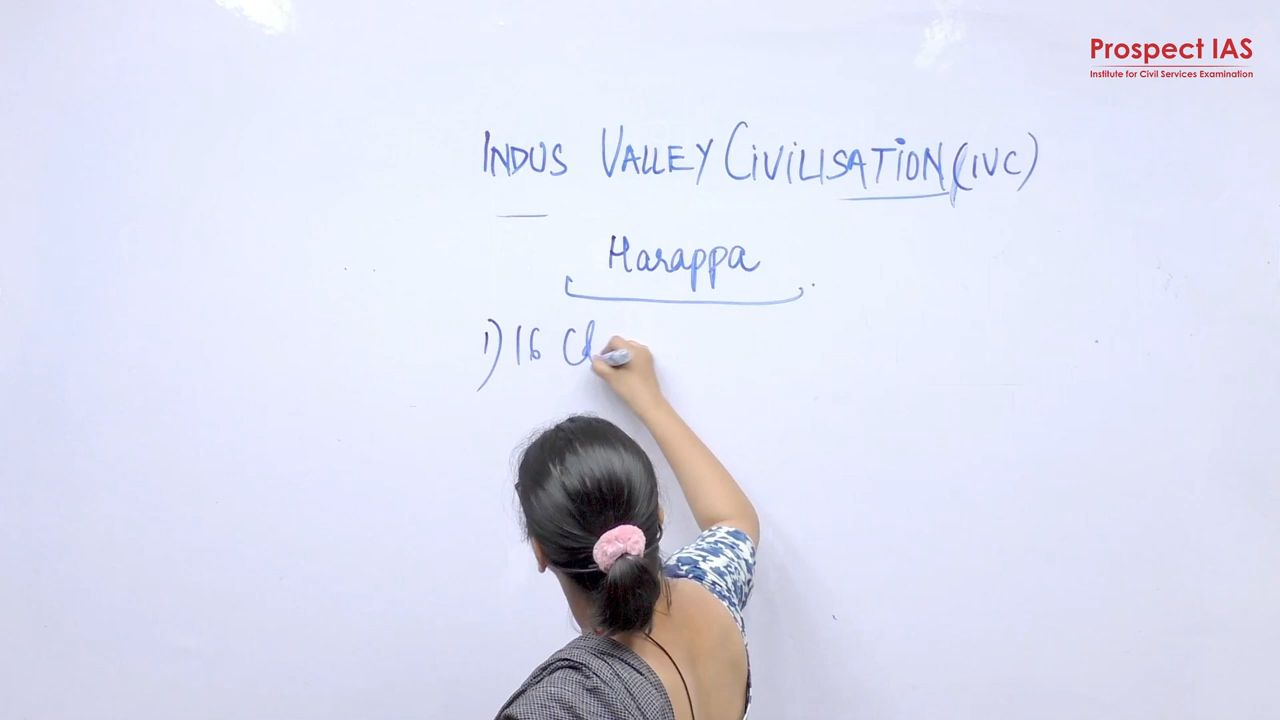 Prospect IAS
Institute for Civil Services Examination
INDUS VALLEY CIVILISATION (IVC)
Harappa
1) 16